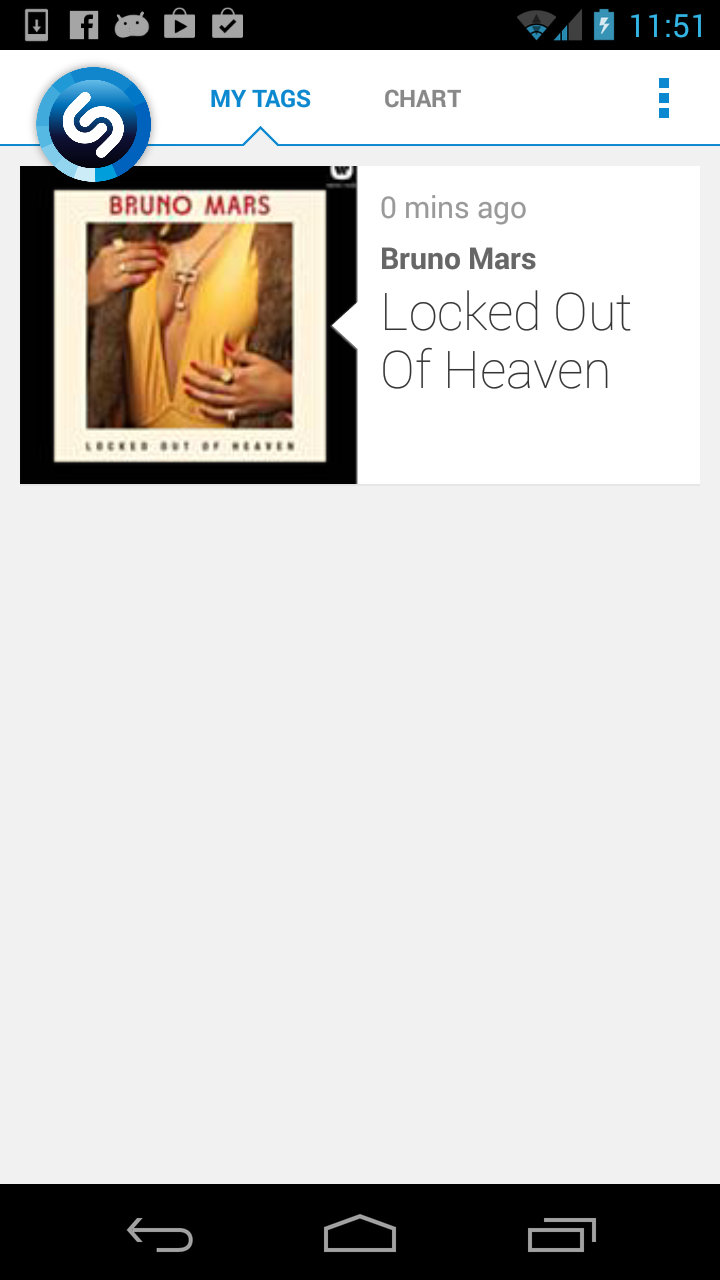 11:51
MY TAGS
CHART
BRUNO MARS
LOCKED OUT OF HEAVEN
0 mins ago
Bruno Mars
Locked Out
Of Heaven